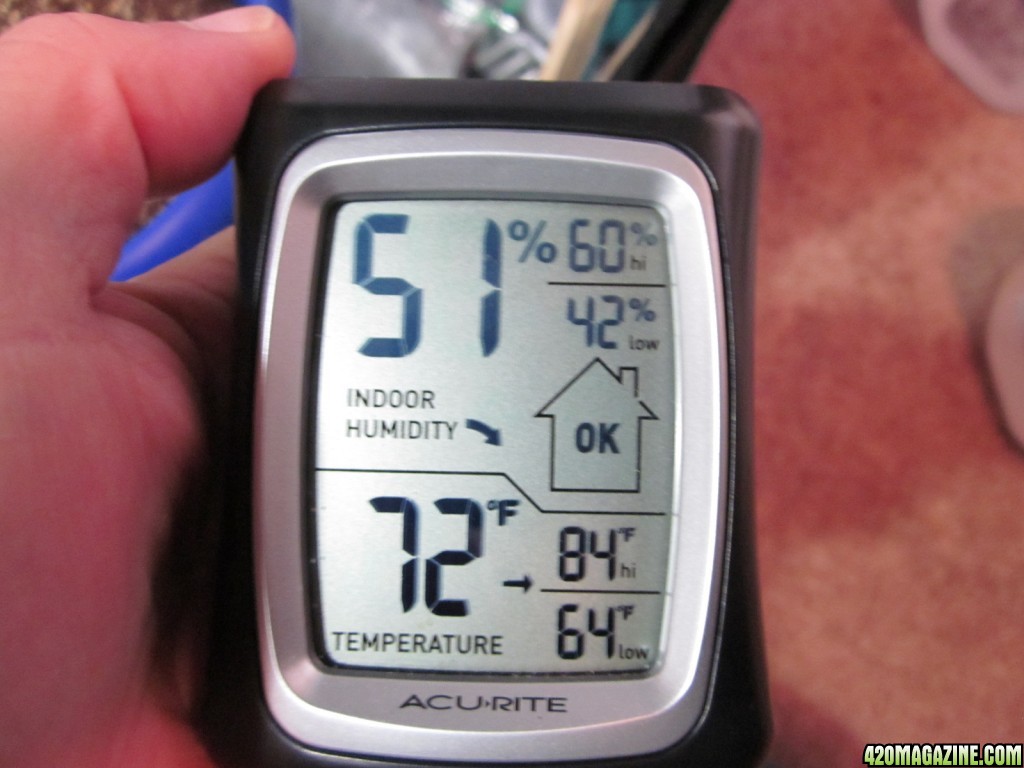 51% 60% hi
42% low
INDOOR
HUMIDITY
OK
72°F 84°F hi
64°F low
TEMPERATURE
ACU›RITE
420MAGAZINE.COM